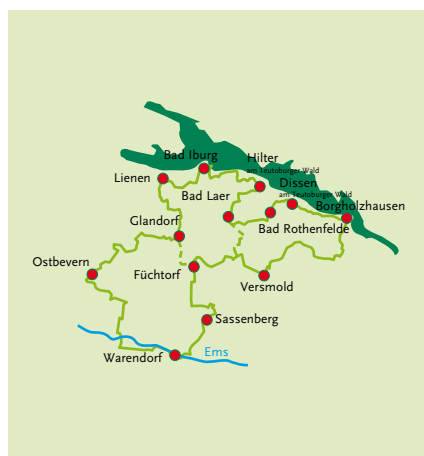 Bad Iburg
Hilter
am Teutoburger Wald
Lienen
Dissen
am Teutoburger Wald
Bad Laer
Borgholzhausen
Glandorf
Bad Rothenfelde
Ostbevern
Füchtorf
Versmold
Sassenberg
Ems
Warendorf